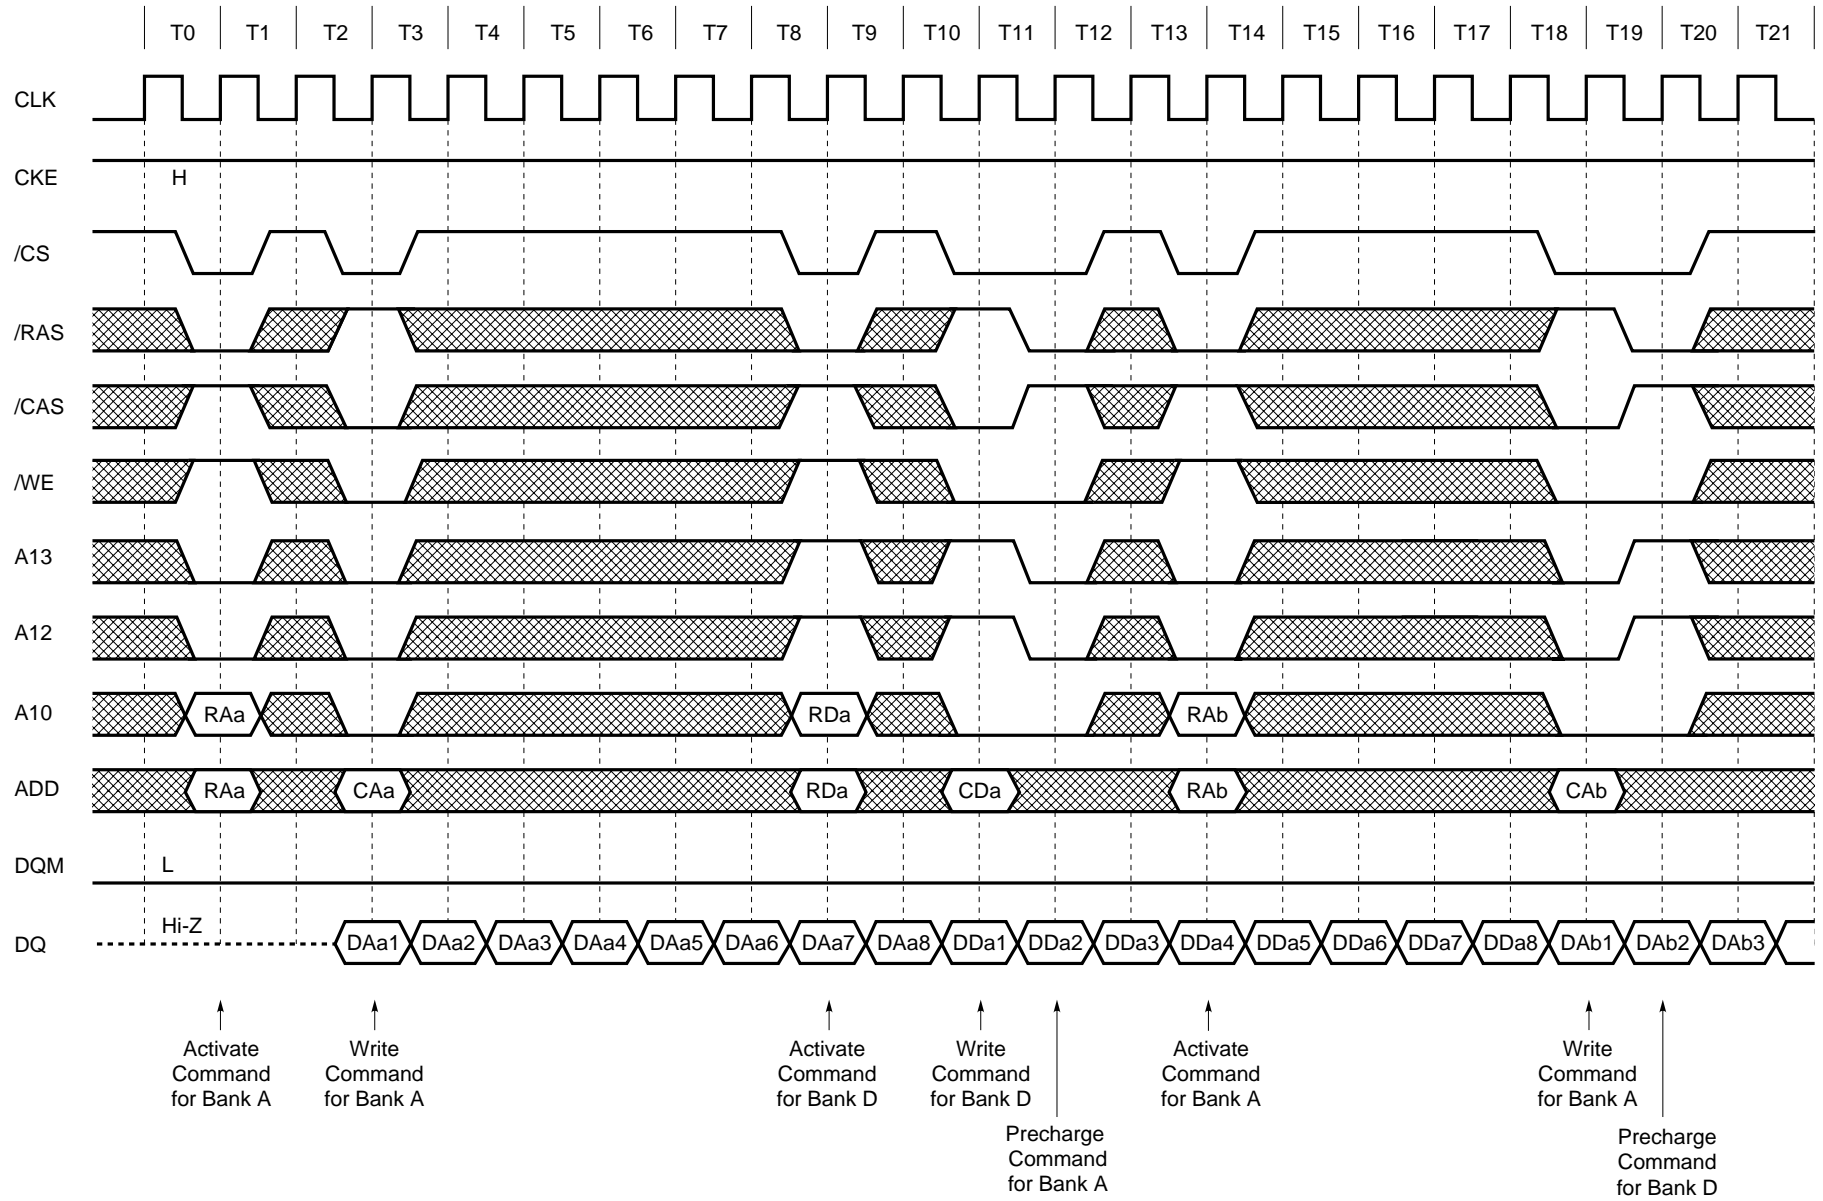 T0 T1 T2 T3 T4 T5 T6 T7 T8 T9 T10 T11 T12 T13 T14 T15 T16 T17 T18 T19 T20 T21
CLK
CKE H
/CS
/RAS
/CAS
/WE
A13
A12
A10 RAa RDa RAb
ADD RAa CAa RDa CDa RAb CAb
DQM L
Hi-Z
DQ DAa1 DAa2 DAa3 DAa4 DAa5 DAa6 DAa7 DAa8 DDa1 DDa2 DDa3 DDa4 DDa5 DDa6 DDa7 DDa8 DAb1 DAb2 DAb3
Activate
Command
for Bank A
Write
Command
for Bank A
Activate
Command
for Bank D
Write
Command
for Bank D
Precharge
Command
for Bank A
Activate
Command
for Bank A
Write
Command
for Bank A
Precharge
Command
for Bank D